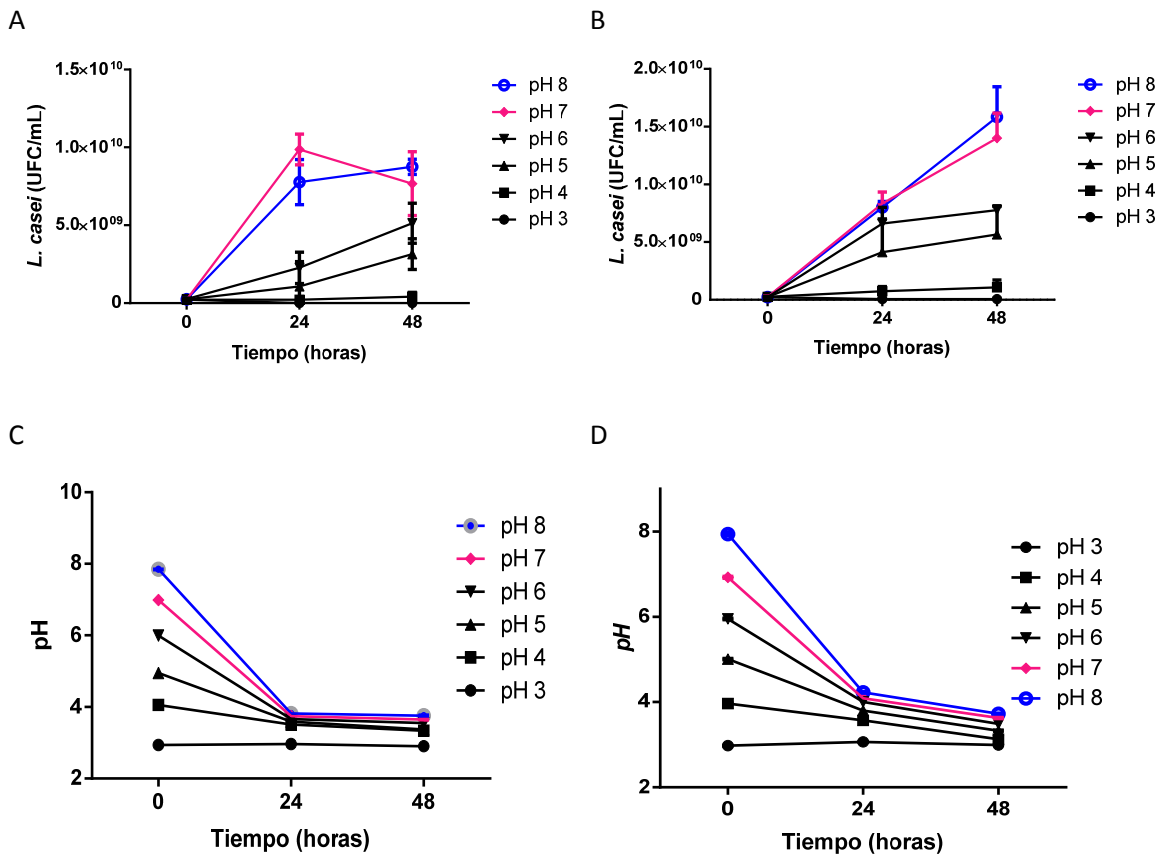 A
L. casei (UFC/mL)
1.5×10¹⁰
1.0×10¹⁰
5.0×10⁰⁹
0
0
24
48
Tiempo (horas)
pH 8
pH 7
pH 6
pH 5
pH 4
pH 3
B
L. casei (UFC/mL)
2.0×10¹⁰
1.5×10¹⁰
1.0×10¹⁰
5.0×10⁰⁹
0
0
24
48
Tiempo (horas)
pH 8
pH 7
pH 6
pH 5
pH 4
pH 3
C
pH
10
8
6
4
2
0
24
48
Tiempo (horas)
pH 8
pH 7
pH 6
pH 5
pH 4
pH 3
D
pH
8
6
4
2
0
24
48
Tiempo (horas)
pH 3
pH 4
pH 5
pH 6
pH 7
pH 8